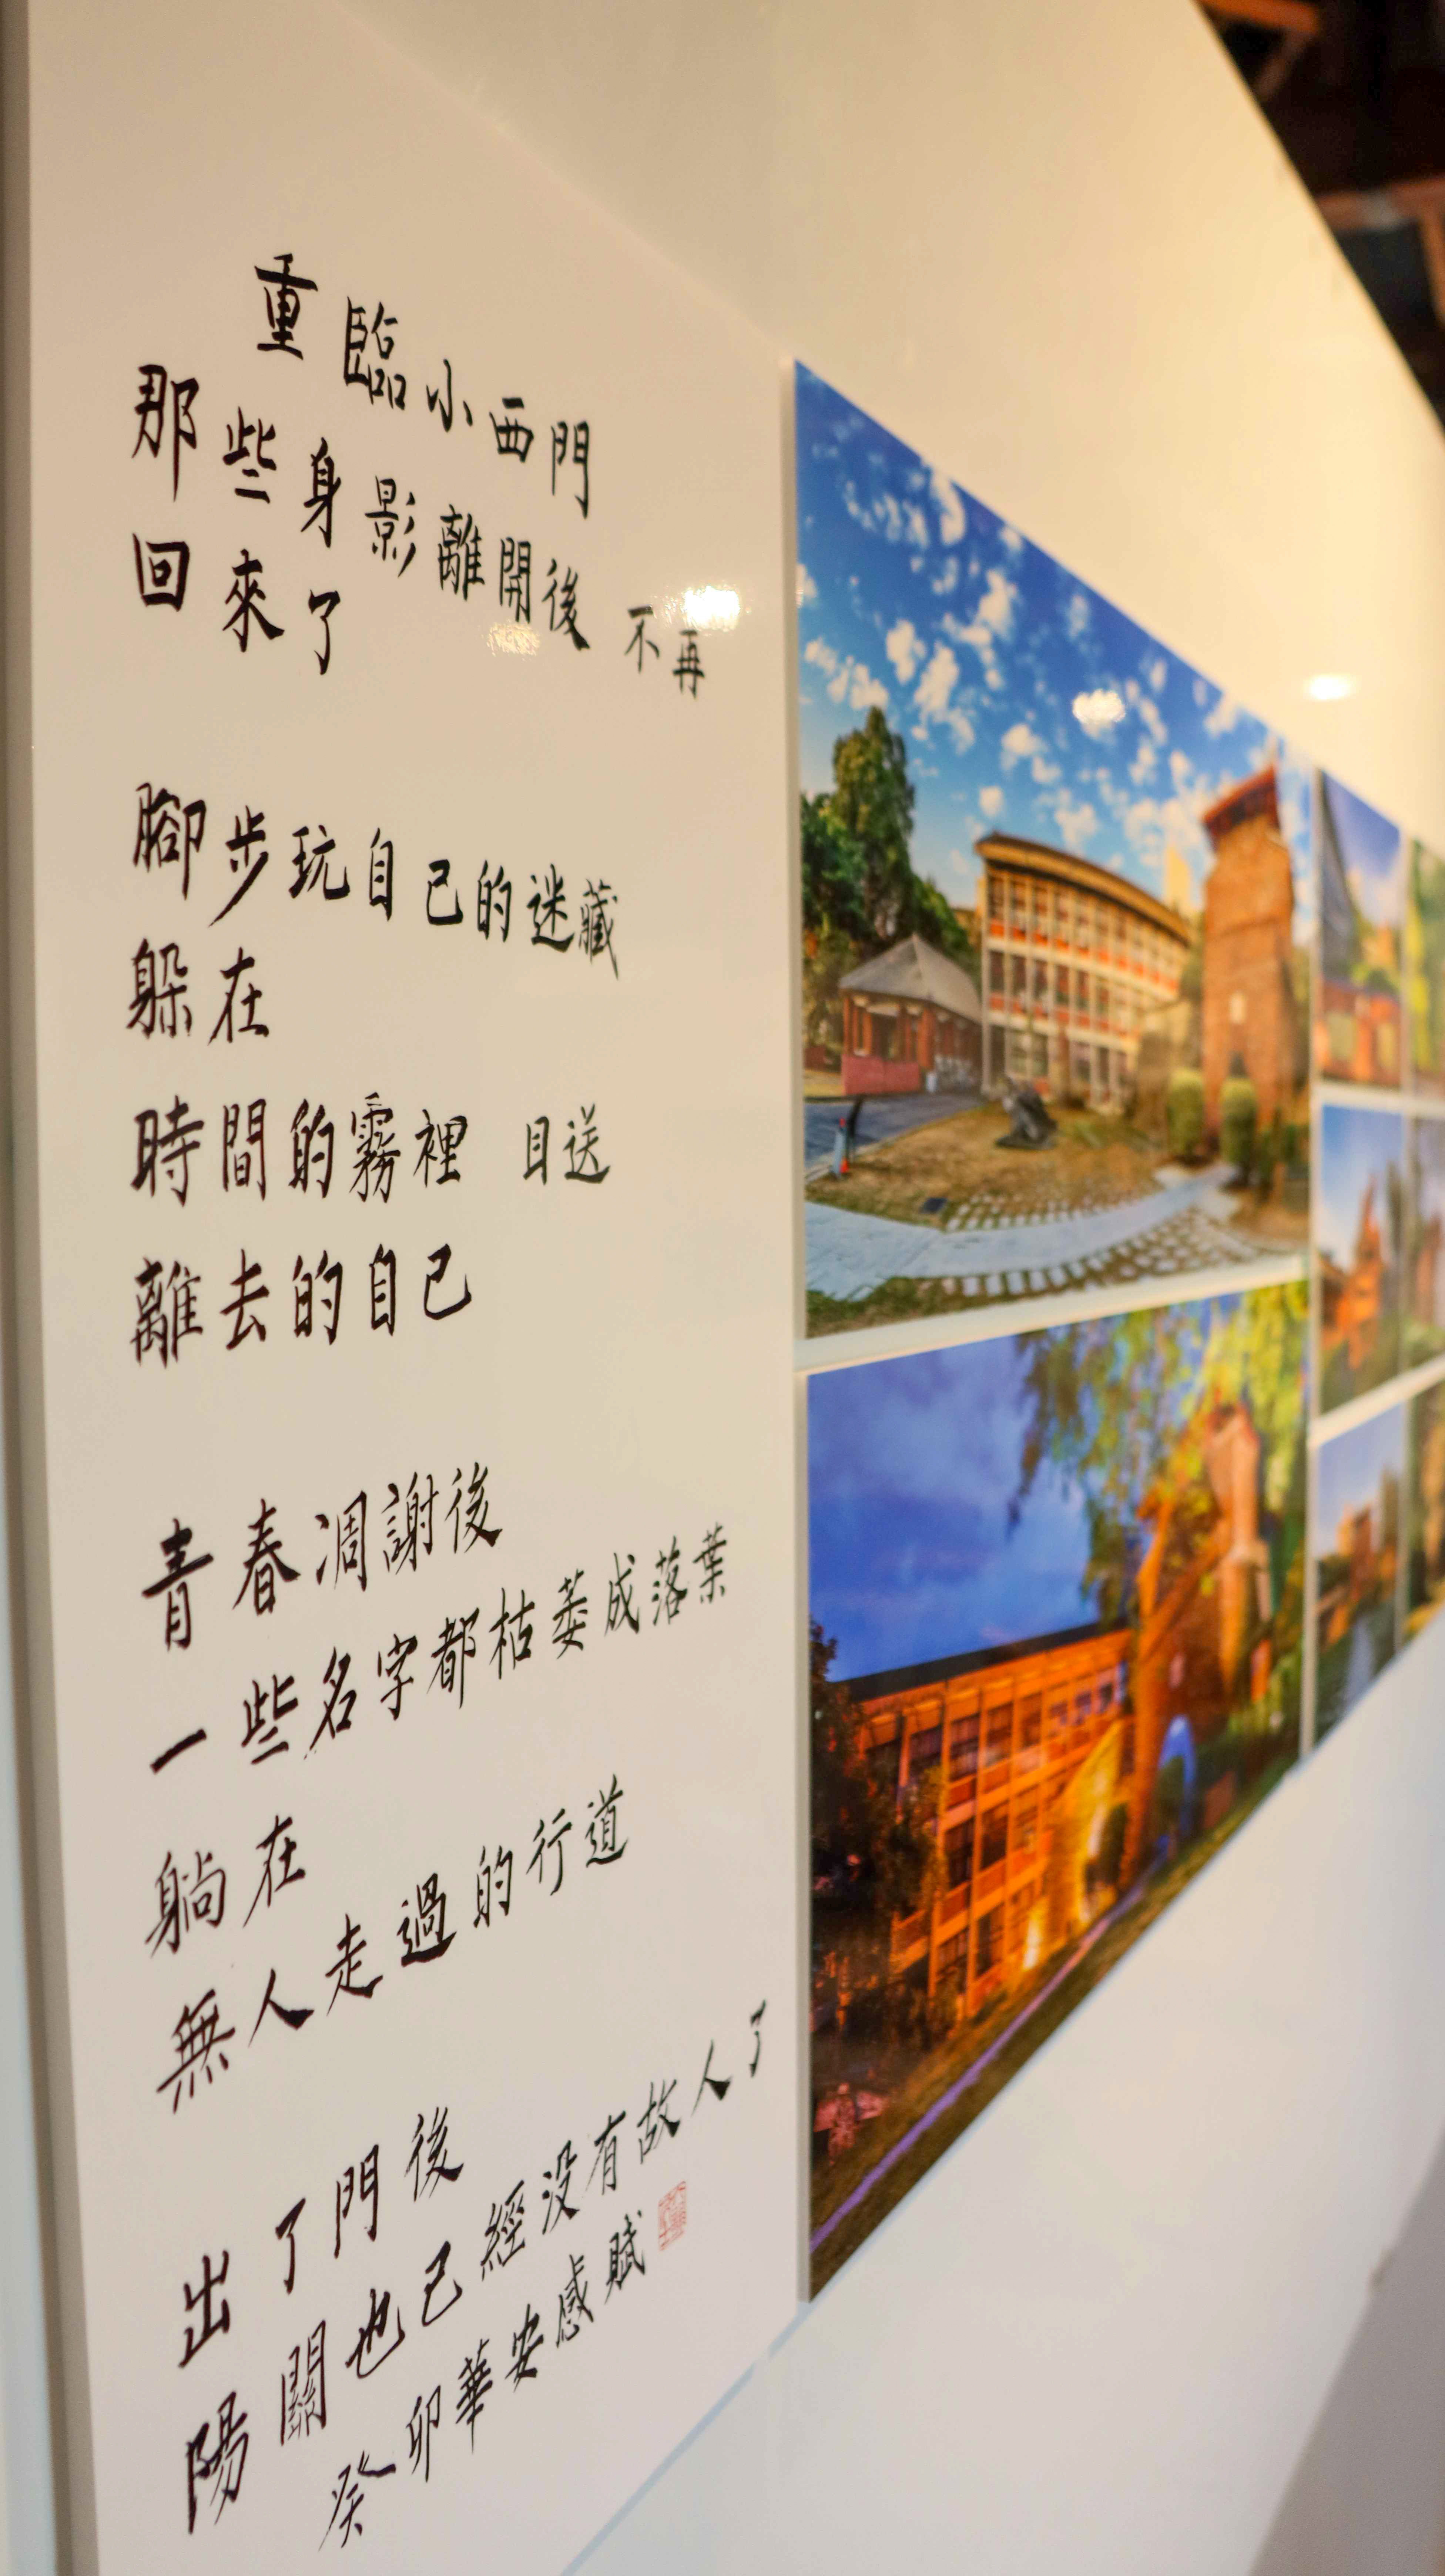 重臨小西門
那些身影離開後 不再
回來了
腳步玩自己的迷藏
躲在
時間的霧裡 目送
離去的自己
青春凋謝後
一些名字都枯萎成落葉
躺在
無人走過的行道
出了門後
陽關也已經沒有故人了
癸卯華安感賦